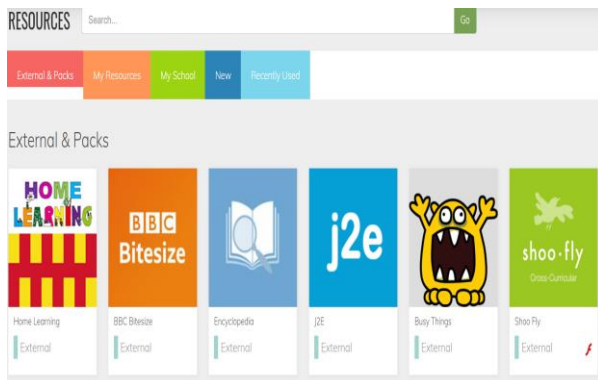 RESOURCES Search... Go
External & Packs My Resources My School New Recently Used
External & Packs
HOME
LEARNING
BBC
Bitesize
j2e
shoo·fly
Cross-Curricular
Home Learning BBC Bitesize Encyclopedia J2E Busy Things Shoo Fly
External External External External External External